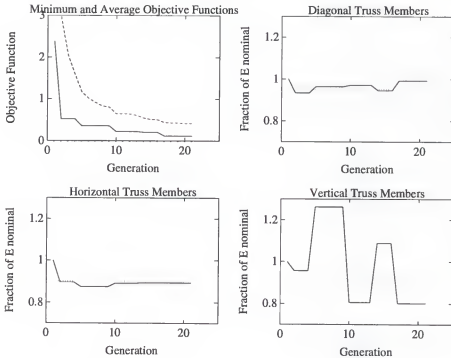 Minimum and Average Objective Functions
Objective Function
3
2
1
0
0
10
20
Generation
Diagonal Truss Members
Fraction of E nominal
1.2
1
0.8
0
10
20
Generation
Horizontal Truss Members
Fraction of E nominal
1.2
1
0.8
0
10
20
Generation
Vertical Truss Members
Fraction of E nominal
1.2
1
0.8
0
10
20
Generation